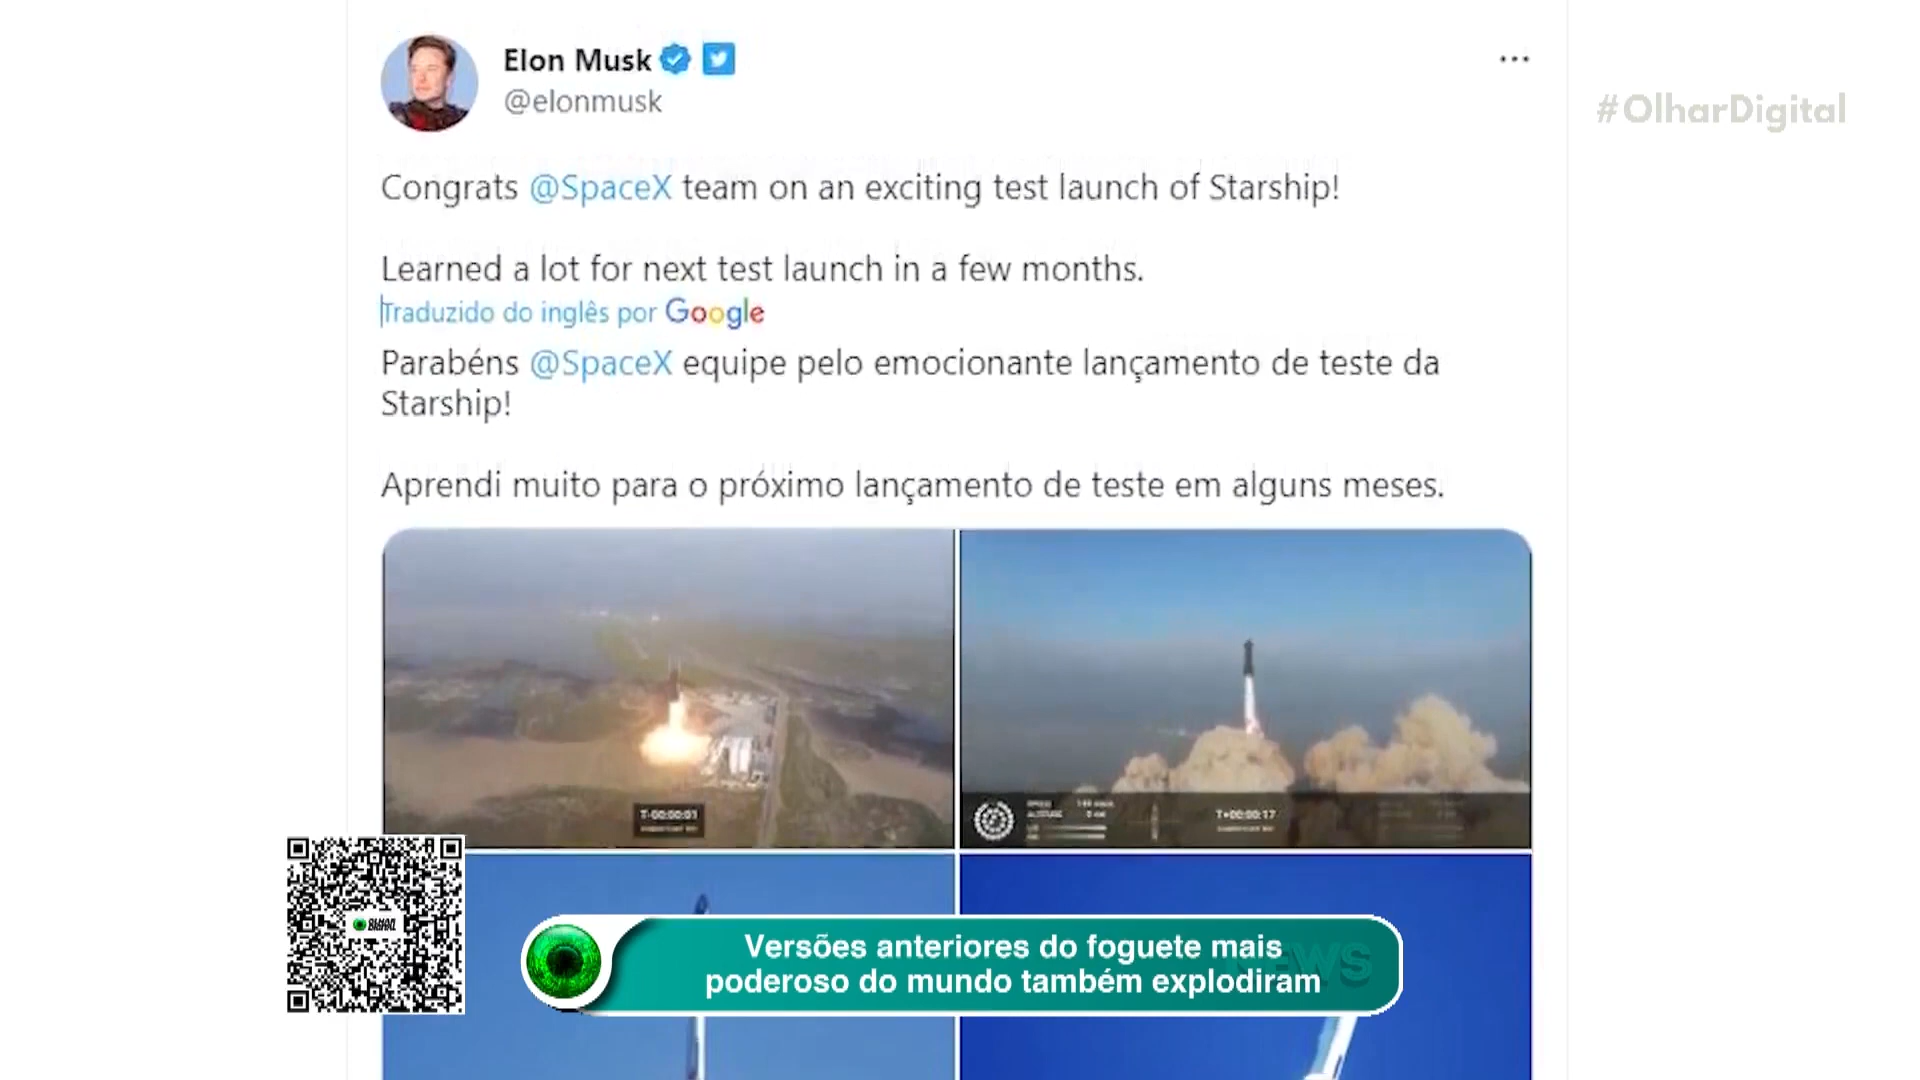 Elon Musk
@elonmusk
#OlharDigital
Congrats @SpaceX team on an exciting test launch of Starship!
Learned a lot for next test launch in a few months.
Traduzido do inglês por Google
Parabéns @SpaceX equipe pelo emocionante lançamento de teste da
Starship!
Aprendi muito para o próximo lançamento de teste em alguns meses.
T-00:00:01
T+00:00:17
OLHAR
DIGITAL
Versões anteriores do foguete mais
poderoso do mundo também explodiram
NEWS